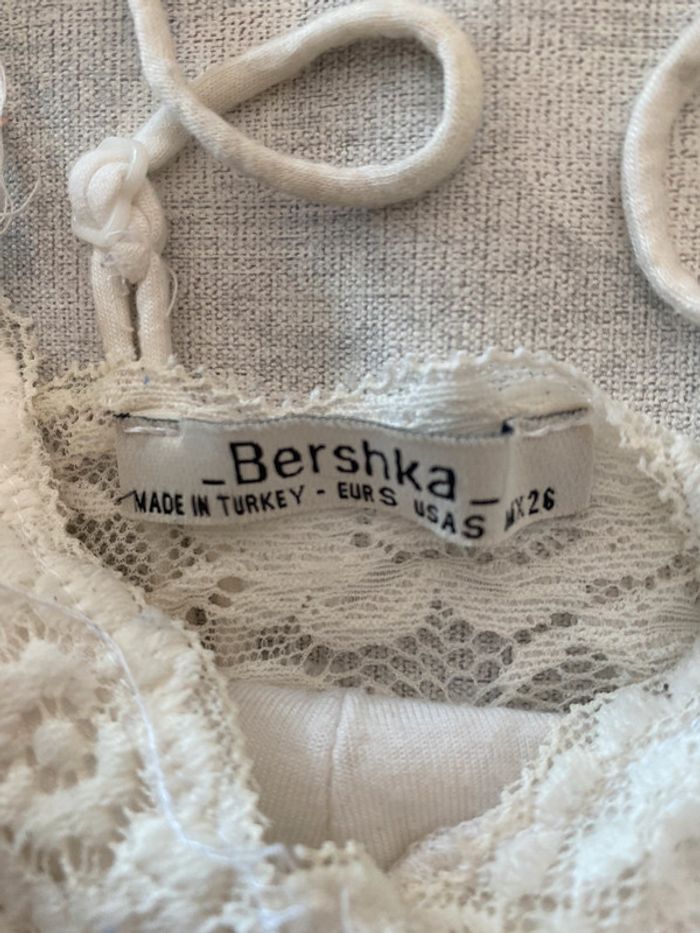 _Bershka_
MADE IN TURKEY - EUR S USA S MX 26